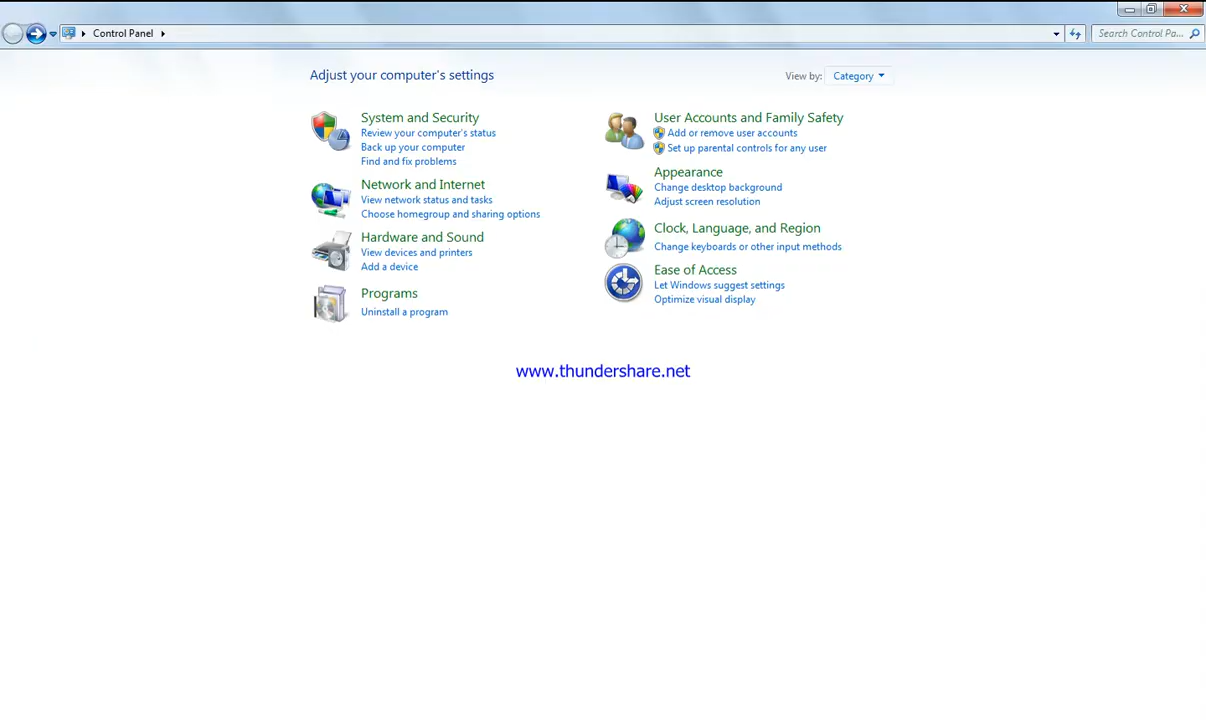 Control Panel
Search Control Pa...
Adjust your computer's settings
View by: Category
System and Security
Review your computer's status
Back up your computer
Find and fix problems
Network and Internet
View network status and tasks
Choose homegroup and sharing options
Hardware and Sound
View devices and printers
Add a device
Programs
Uninstall a program
User Accounts and Family Safety
Add or remove user accounts
Set up parental controls for any user
Appearance
Change desktop background
Adjust screen resolution
Clock, Language, and Region
Change keyboards or other input methods
Ease of Access
Let Windows suggest settings
Optimize visual display
www.thundershare.net